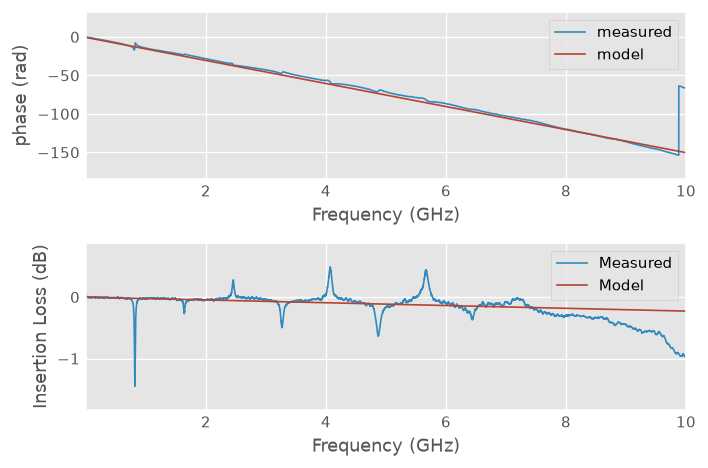 0
−50
−100
−150
phase (rad)
measured
model
2
4
6
8
10
Frequency (GHz)
0
−1
Insertion Loss (dB)
Measured
Model
2
4
6
8
10
Frequency (GHz)